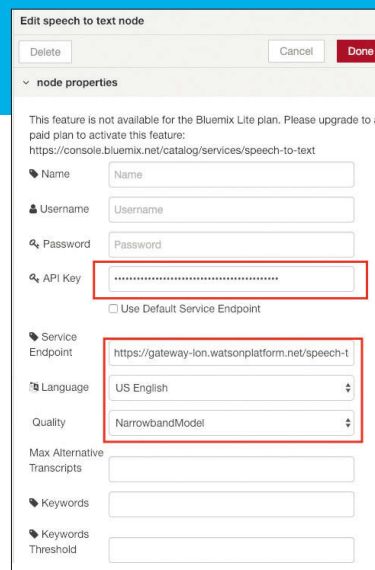 Edit speech to text node
Delete
Cancel
Done
node properties
This feature is not available for the Bluemix Lite plan. Please upgrade to a
paid plan to activate this feature:
https://console.bluemix.net/catalog/services/speech-to-text
Name
Name
Username
Username
Password
Password
API Key
••••••••••••••••••••••••••••••••••••••••••••
Use Default Service Endpoint
Service
Endpoint
https://gateway-lon.watsonplatform.net/speech-t
Language
US English
Quality
NarrowbandModel
Max Alternative
Transcripts
Keywords
Keywords
Threshold